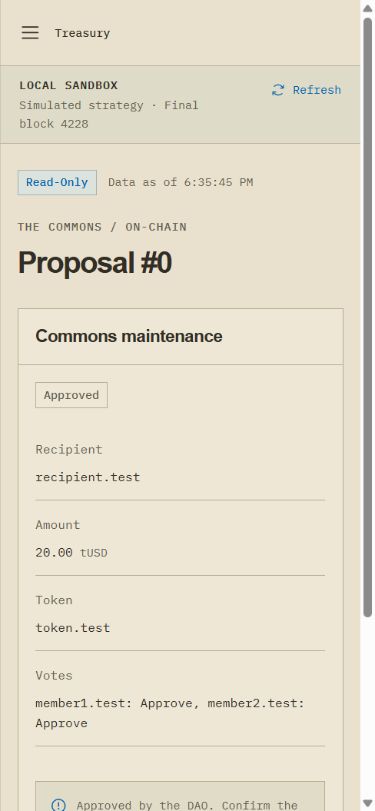 Treasury
LOCAL SANDBOX
Refresh
Simulated strategy · Final
block 4228
Read-Only
Data as of 6:35:45 PM
THE COMMONS / ON-CHAIN
Proposal #0
Commons maintenance
Approved
Recipient
recipient.test
Amount
20.00 tUSD
Token
token.test
Votes
member1.test: Approve, member2.test:
Approve
Approved by the DAO. Confirm the